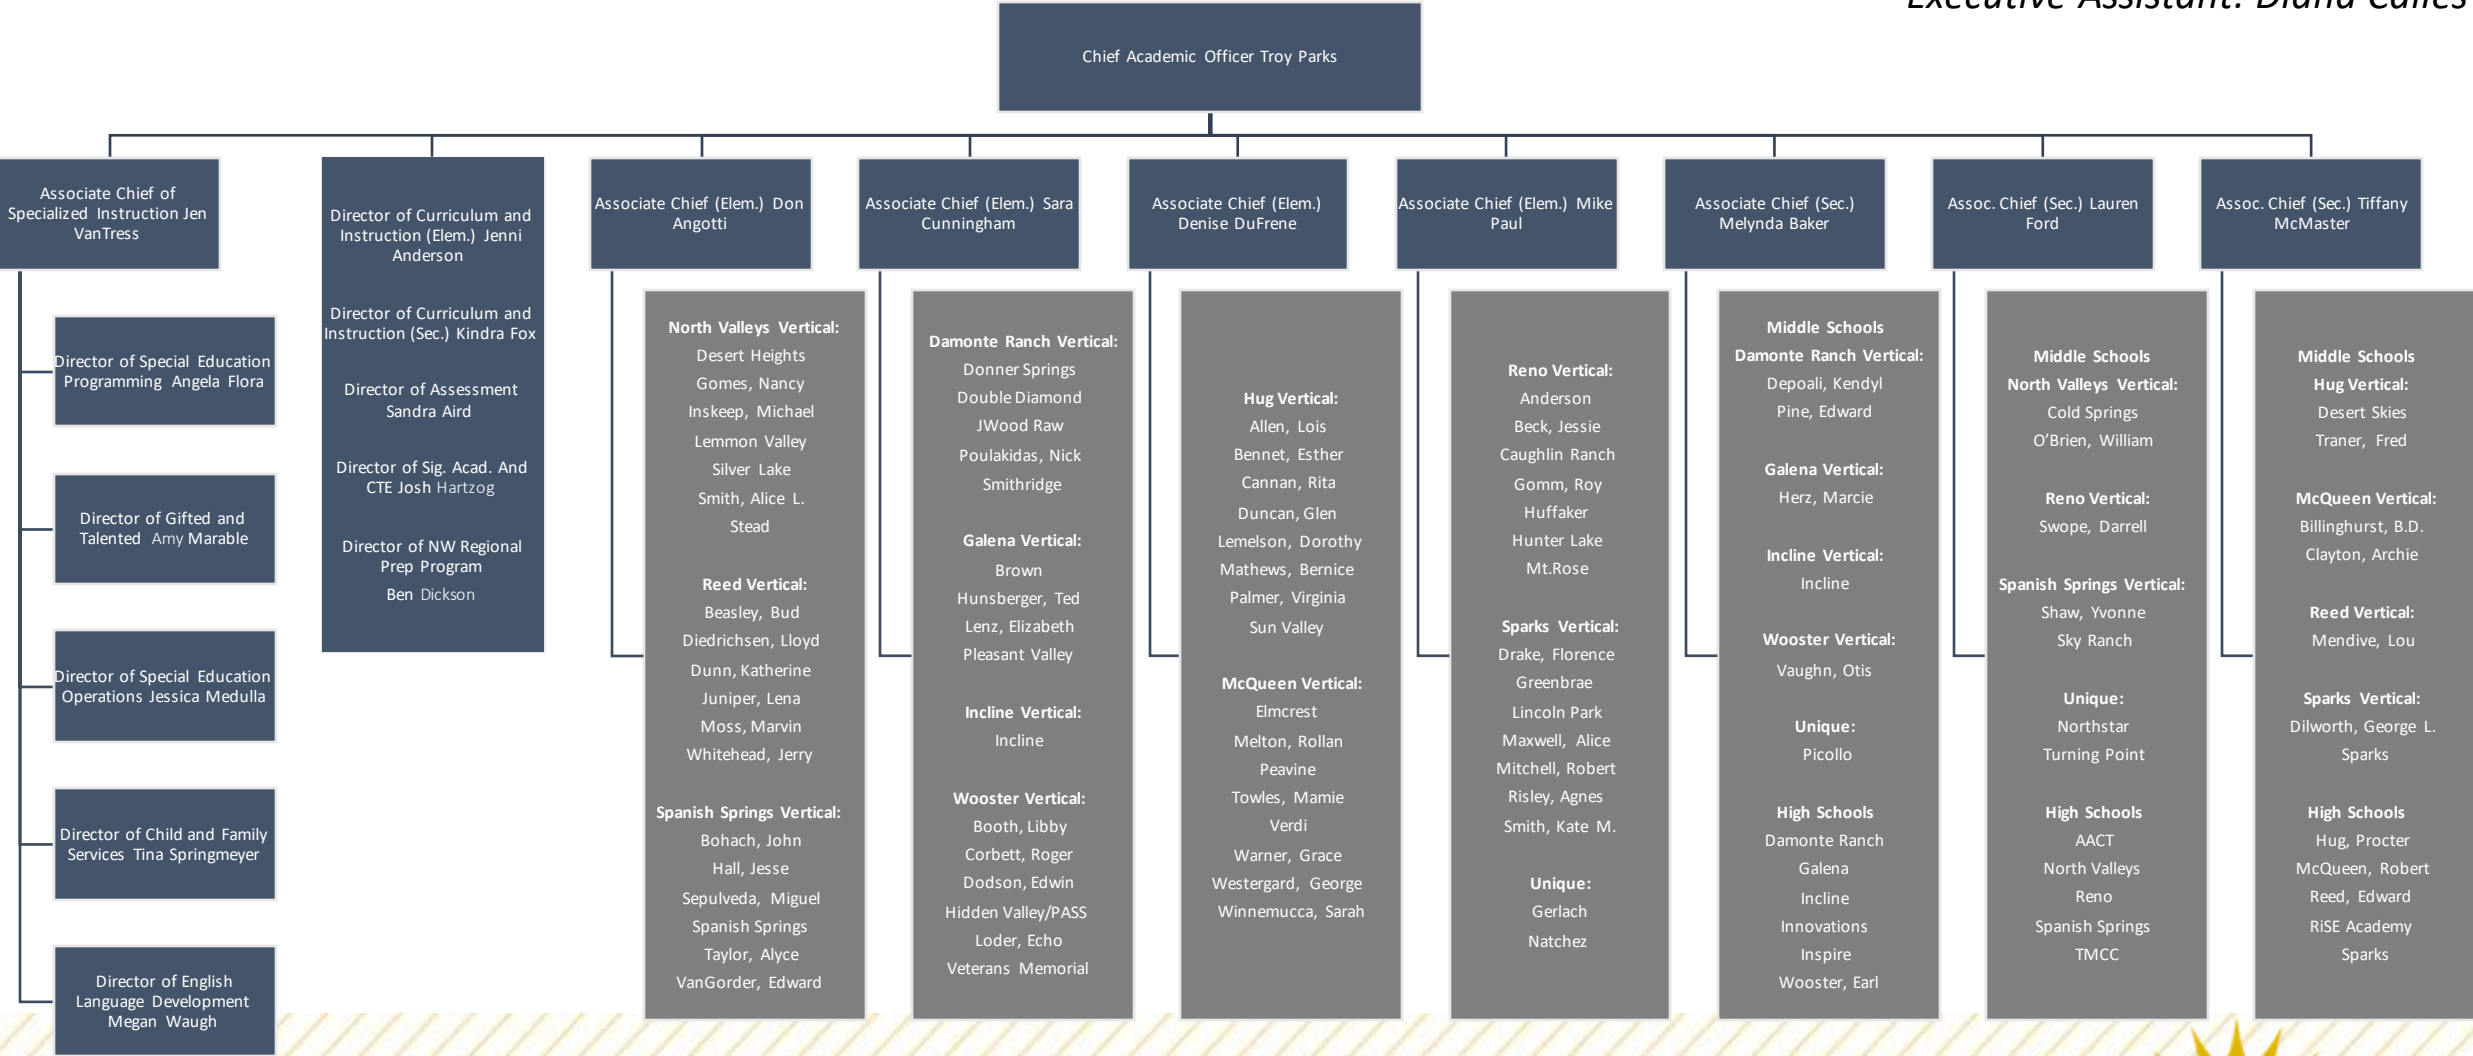 Executive Assistant: Diana Calles
Chief Academic Officer Troy Parks
Associate Chief of
Specialized Instruction Jen
VanTress
Director of Special Education
Programming Angela Flora
Director of Gifted and
Talented Amy Marable
Director of Special Education
Operations Jessica Medulla
Director of Child and Family
Services Tina Springmeyer
Director of English
Language Development
Megan Waugh
Director of Curriculum and
Instruction (Elem.) Jenni
Anderson
Director of Curriculum and
Instruction (Sec.) Kindra Fox
Director of Assessment
Sandra Aird
Director of Sig. Acad. And
CTE Josh Hartzog
Director of NW Regional
Prep Program
Ben Dickson
Associate Chief (Elem.) Don
Angotti
North Valleys Vertical:
Desert Heights
Gomes, Nancy
Inskeep, Michael
Lemmon Valley
Silver Lake
Smith, Alice L.
Stead
Reed Vertical:
Beasley, Bud
Diedrichsen, Lloyd
Dunn, Katherine
Juniper, Lena
Moss, Marvin
Whitehead, Jerry
Spanish Springs Vertical:
Bohach, John
Hall, Jesse
Sepulveda, Miguel
Spanish Springs
Taylor, Alyce
VanGorder, Edward
Associate Chief (Elem.) Sara
Cunningham
Damonte Ranch Vertical:
Donner Springs
Double Diamond
JWood Raw
Poulakidas, Nick
Smithridge
Galena Vertical:
Brown
Hunsberger, Ted
Lenz, Elizabeth
Pleasant Valley
Incline Vertical:
Incline
Wooster Vertical:
Booth, Libby
Corbett, Roger
Dodson, Edwin
Hidden Valley/PASS
Loder, Echo
Veterans Memorial
Associate Chief (Elem.)
Denise DuFrene
Hug Vertical:
Allen, Lois
Bennet, Esther
Cannan, Rita
Duncan, Glen
Lemelson, Dorothy
Mathews, Bernice
Palmer, Virginia
Sun Valley
McQueen Vertical:
Elmcrest
Melton, Rollan
Peavine
Towles, Mamie
Verdi
Warner, Grace
Westergard, George
Winnemucca, Sarah
Associate Chief (Elem.) Mike
Paul
Reno Vertical:
Anderson
Beck, Jessie
Caughlin Ranch
Gomm, Roy
Huffaker
Hunter Lake
Mt.Rose
Sparks Vertical:
Drake, Florence
Greenbrae
Lincoln Park
Maxwell, Alice
Mitchell, Robert
Risley, Agnes
Smith, Kate M.
Unique:
Gerlach
Natchez
Associate Chief (Sec.)
Melynda Baker
Middle Schools
Damonte Ranch Vertical:
Depoali, Kendyl
Pine, Edward
Galena Vertical:
Herz, Marcie
Incline Vertical:
Incline
Wooster Vertical:
Vaughn, Otis
Unique:
Picollo
High Schools
Damonte Ranch
Galena
Incline
Innovations
Inspire
Wooster, Earl
Assoc. Chief (Sec.) Lauren
Ford
Middle Schools
North Valleys Vertical:
Cold Springs
O’Brien, William
Reno Vertical:
Swope, Darrell
Spanish Springs Vertical:
Shaw, Yvonne
Sky Ranch
Unique:
Northstar
Turning Point
High Schools
AACT
North Valleys
Reno
Spanish Springs
TMCC
Assoc. Chief (Sec.) Tiffany
McMaster
Middle Schools
Hug Vertical:
Desert Skies
Traner, Fred
McQueen Vertical:
Billinghurst, B.D.
Clayton, Archie
Reed Vertical:
Mendive, Lou
Sparks Vertical:
Dilworth, George L.
Sparks
High Schools
Hug, Procter
McQueen, Robert
Reed, Edward
RiSE Academy
Sparks